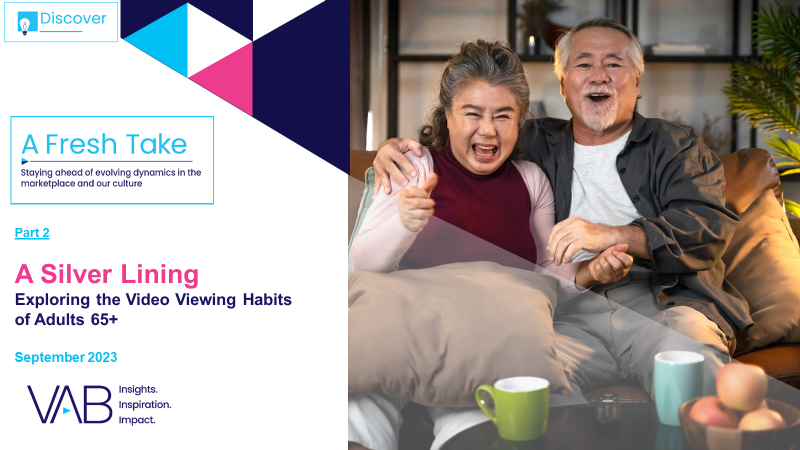 Discover
A Fresh Take
Staying ahead of evolving dynamics in the
marketplace and our culture
Part 2
A Silver Lining
Exploring the Video Viewing Habits
of Adults 65+
September 2023
VAB
Insights.
Inspiration.
Impact.